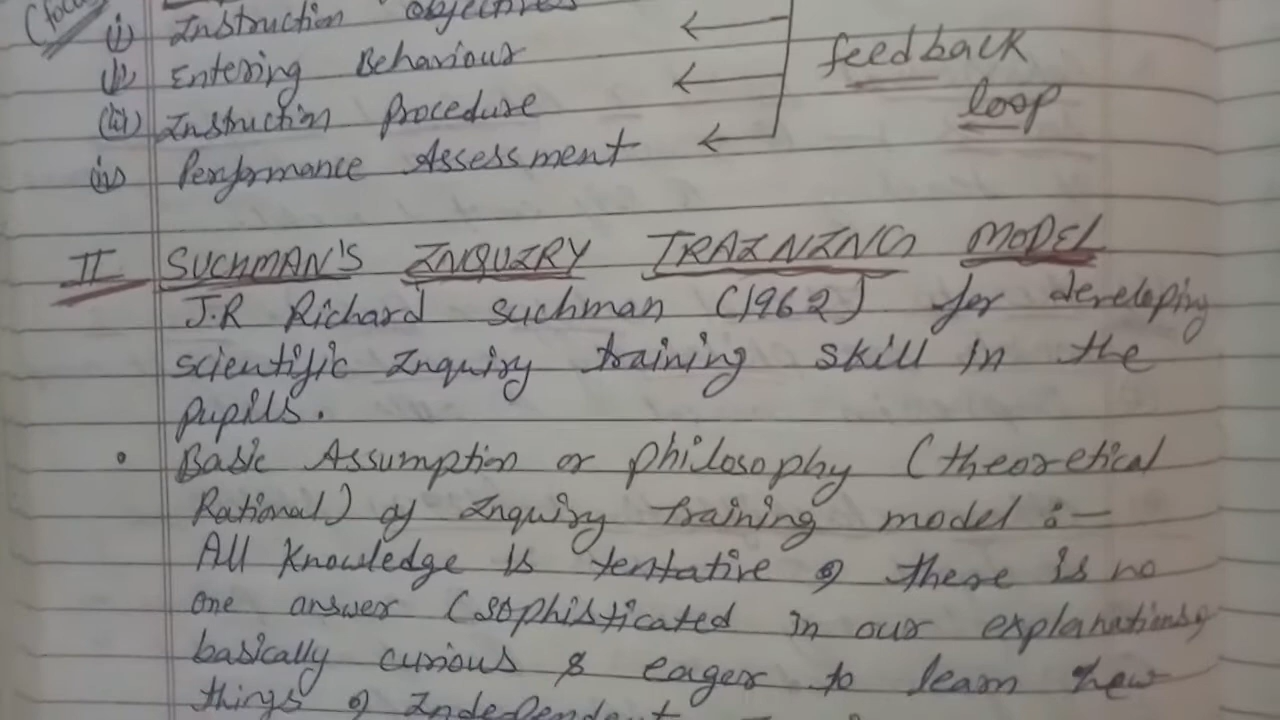 (i) Instruction Objectives
(ii) Entering Behaviour
(iii) Instruction Procedure
(iv) Performance Assessment
feedback
loop
II SUCHMAN'S INQUIRY TRAINING MODEL
J.R Richard Suchman (1962) for developing
scientific Inquiry training skill in the
pupils.
• Basic Assumption or philosophy (theoretical
Rational) of Inquiry training model :-
All Knowledge is tentative, there is no
one answer (sophisticated in our explanations,
basically curious & eager to learn new
things, Independent